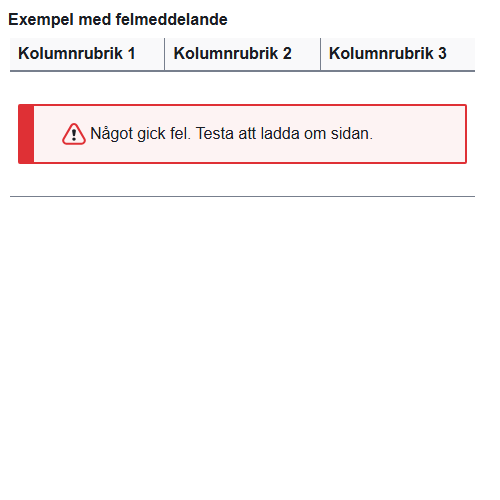 Exempel med felmeddelande
Kolumnrubrik 1 Kolumnrubrik 2 Kolumnrubrik 3
Något gick fel. Testa att ladda om sidan.